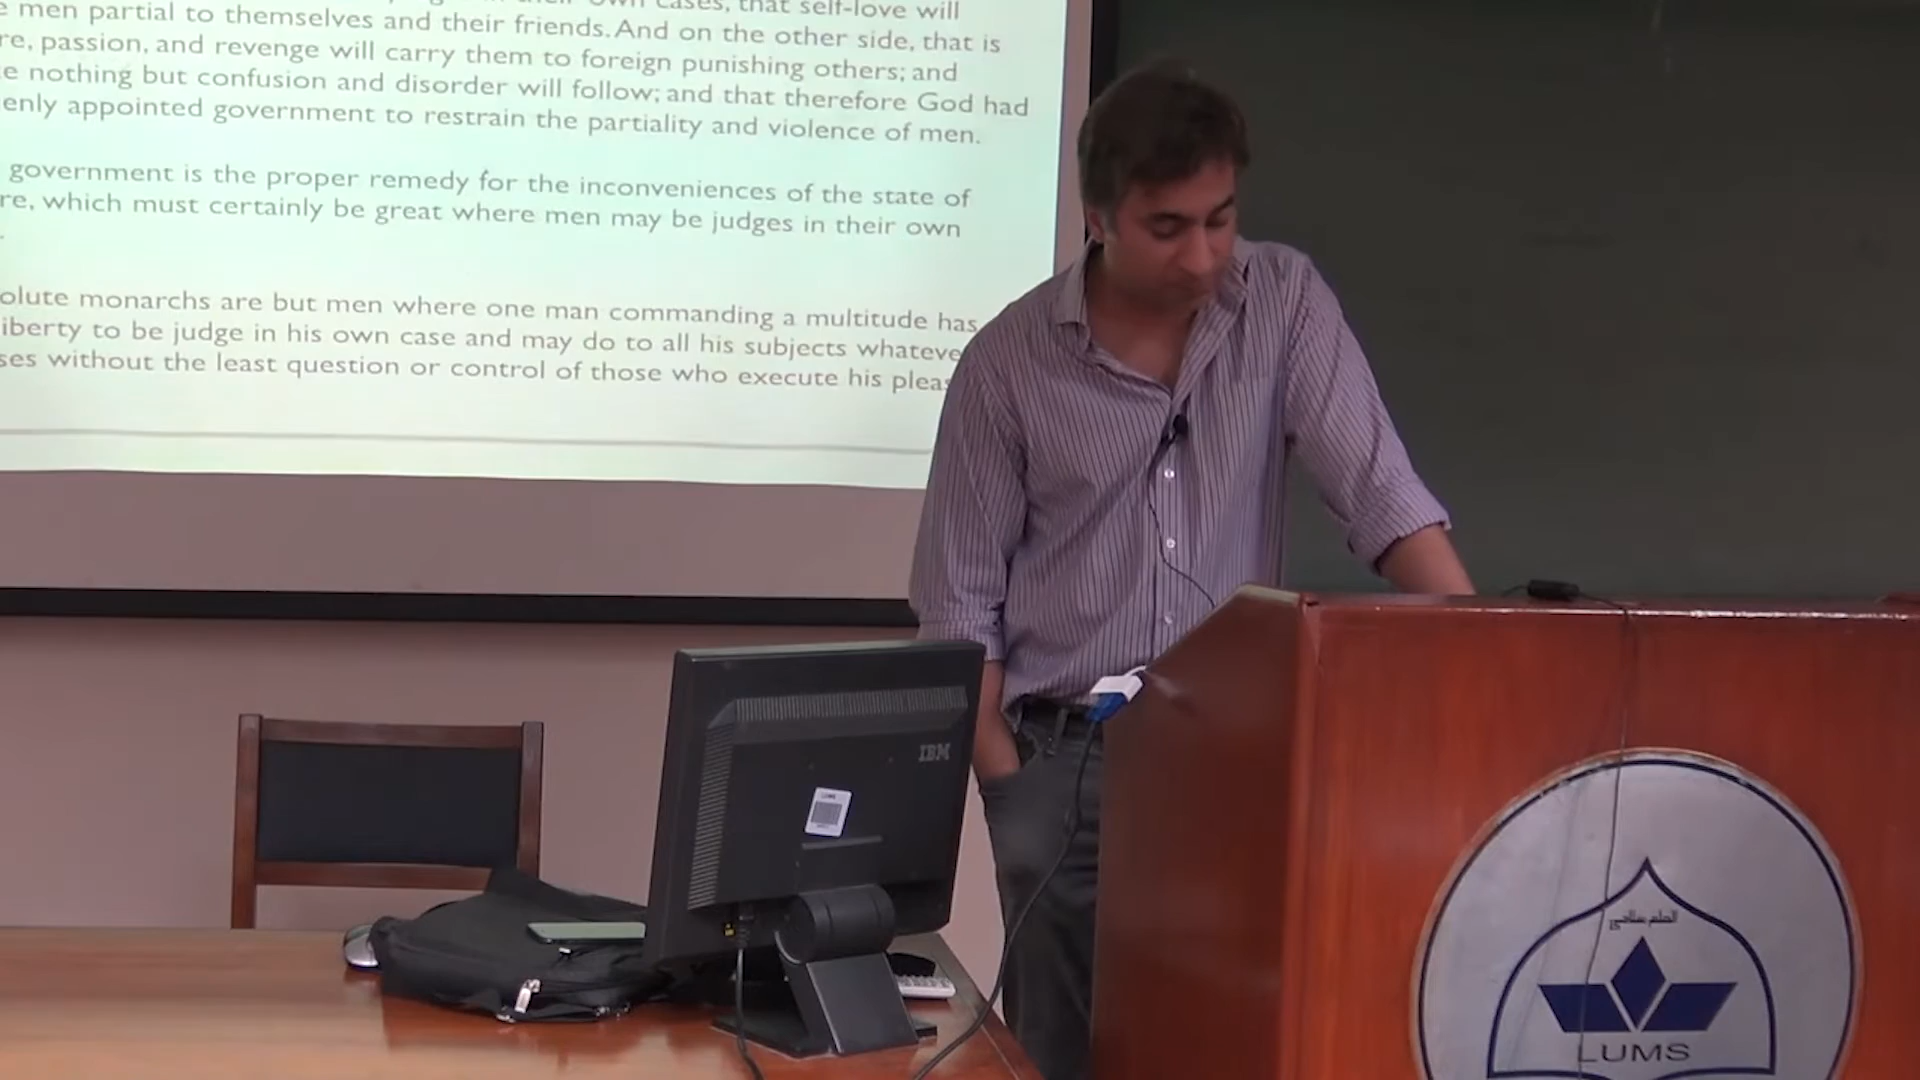 own cases, that self-love will
men partial to themselves and their friends. And on the other side, that is
re, passion, and revenge will carry them to foreign punishing others; and
e nothing but confusion and disorder will follow; and that therefore God had
enly appointed government to restrain the partiality and violence of men.
government is the proper remedy for the inconveniences of the state of
re, which must certainly be great where men may be judges in their own
olute monarchs are but men where one man commanding a multitude has
iberty to be judge in his own case and may do to all his subjects whateve
ses without the least question or control of those who execute his pleas
IBM
LUMS